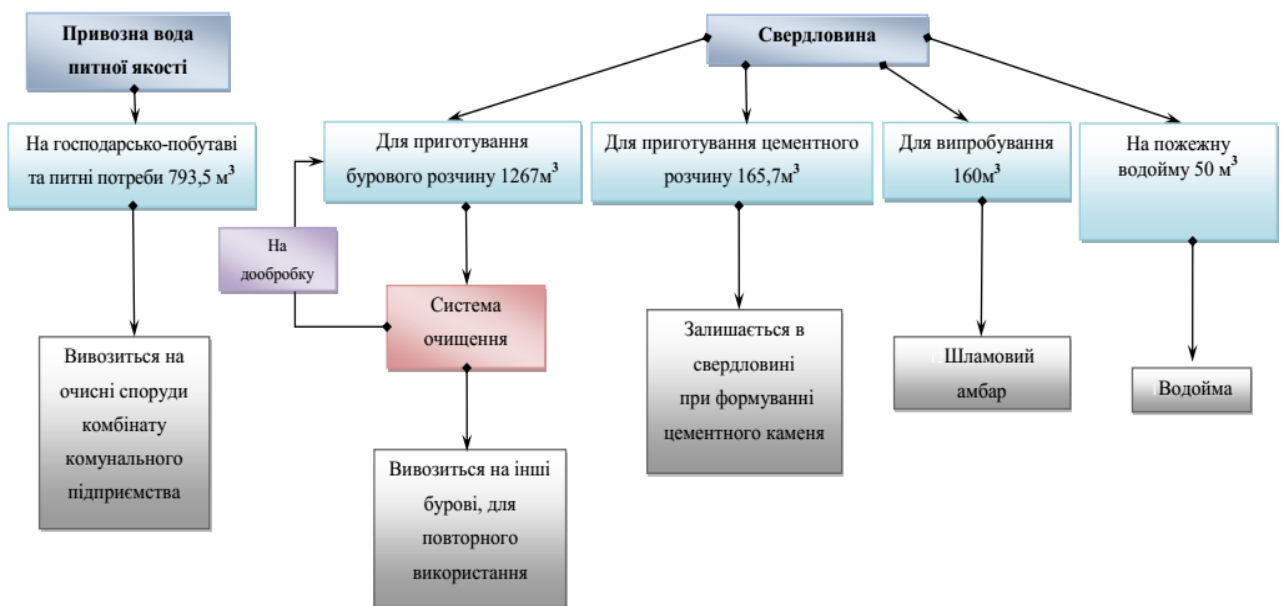 Привозна вода
питної якості
Свердловина
На господарсько-побутаві
та питні потреби 793,5 м³
Для приготування
бурового розчину 1267м³
Для приготування цементного
розчину 165,7м³
Для випробування
160м³
На пожежну
водойму 50 м³
На
дообробку
Система
очищення
Вивозиться на
очисні споруди
комбінату
комунального
підприємства
Вивозиться на інші
бурові, для
повторного
використання
Залишається в
свердловині
при формуванні
цементного каменя
Шламовий
амбар
Водойма